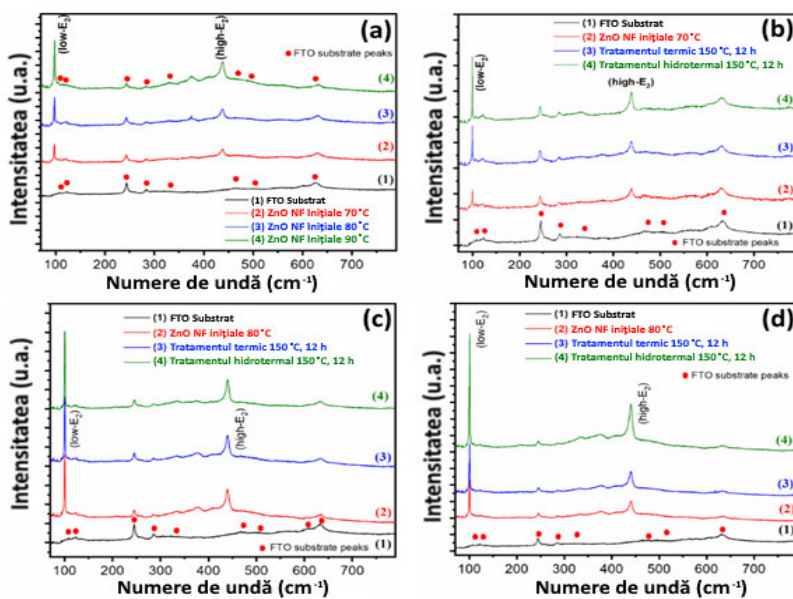 (a)
(low-E₂)
(high-E₂)
FTO substrate peaks
(4)
(3)
(2)
(1)
(1) FTO Substrat
(2) ZnO NF Inițiale 70°C
(3) ZnO NF Inițiale 80°C
(4) ZnO NF Inițiale 90°C
Intensitatea (u.a.)
100 200 300 400 500 600 700
Numere de undă (cm⁻¹)
(b)
(1) FTO Substrat
(2) ZnO NF inițiale 70°C
(3) Tratamentul termic 150°C, 12 h
(4) Tratamentul hidrotermal 150°C, 12 h
(low-E₂)
(high-E₂)
(4)
(3)
(2)
(1)
FTO substrate peaks
Intensitatea (u.a.)
100 200 300 400 500 600 700
Numere de undă (cm⁻¹)
(c)
(1) FTO Substrat
(2) ZnO NF inițiale 80°C
(3) Tratamentul termic 150°C, 12 h
(4) Tratamentul hidrotermal 150°C, 12 h
(low-E₂)
(high-E₂)
(4)
(3)
(2)
(1)
FTO substrate peaks
Intensitatea (u.a.)
100 200 300 400 500 600 700
Numere de undă (cm⁻¹)
(d)
(1) FTO Substrat
(2) ZnO NF inițiale 80°C
(3) Tratamentul termic 150°C, 12 h
(4) Tratamentul hidrotermal 150°C, 12 h
FTO substrate peaks
(low-E₂)
(high-E₂)
(4)
(3)
(2)
(1)
Intensitatea (u.a.)
100 200 300 400 500 600 700
Numere de undă (cm⁻¹)